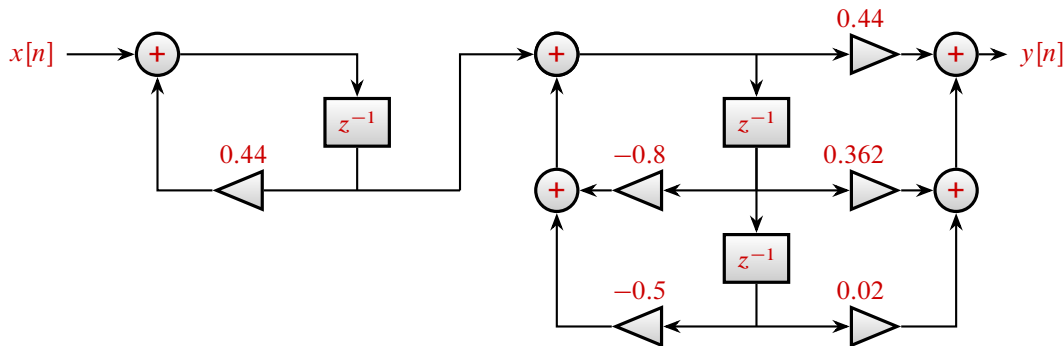 0.44
x[n] + + + y[n]
z⁻¹ z⁻¹
0.44 −0.8 0.362
+ +
z⁻¹
−0.5 0.02